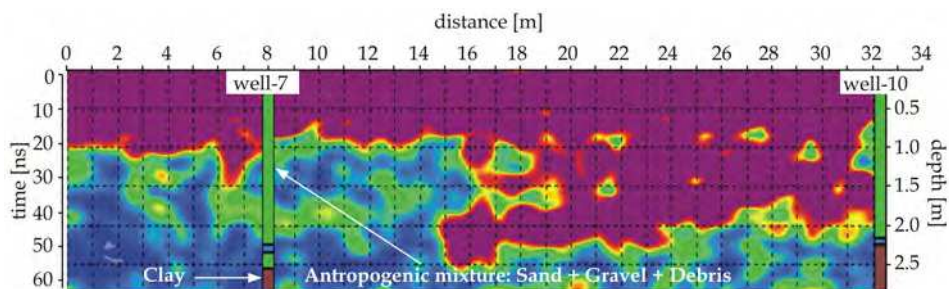 distance [m]
0 2 4 6 8 10 12 14 16 18 20 22 24 26 28 30 32 34
well-7 well-10
time [ns]
0
10
20
30
40
50
60
depth [m]
0.5
1.0
1.5
2.0
2.5
Clay
Antropogenic mixture: Sand + Gravel + Debris